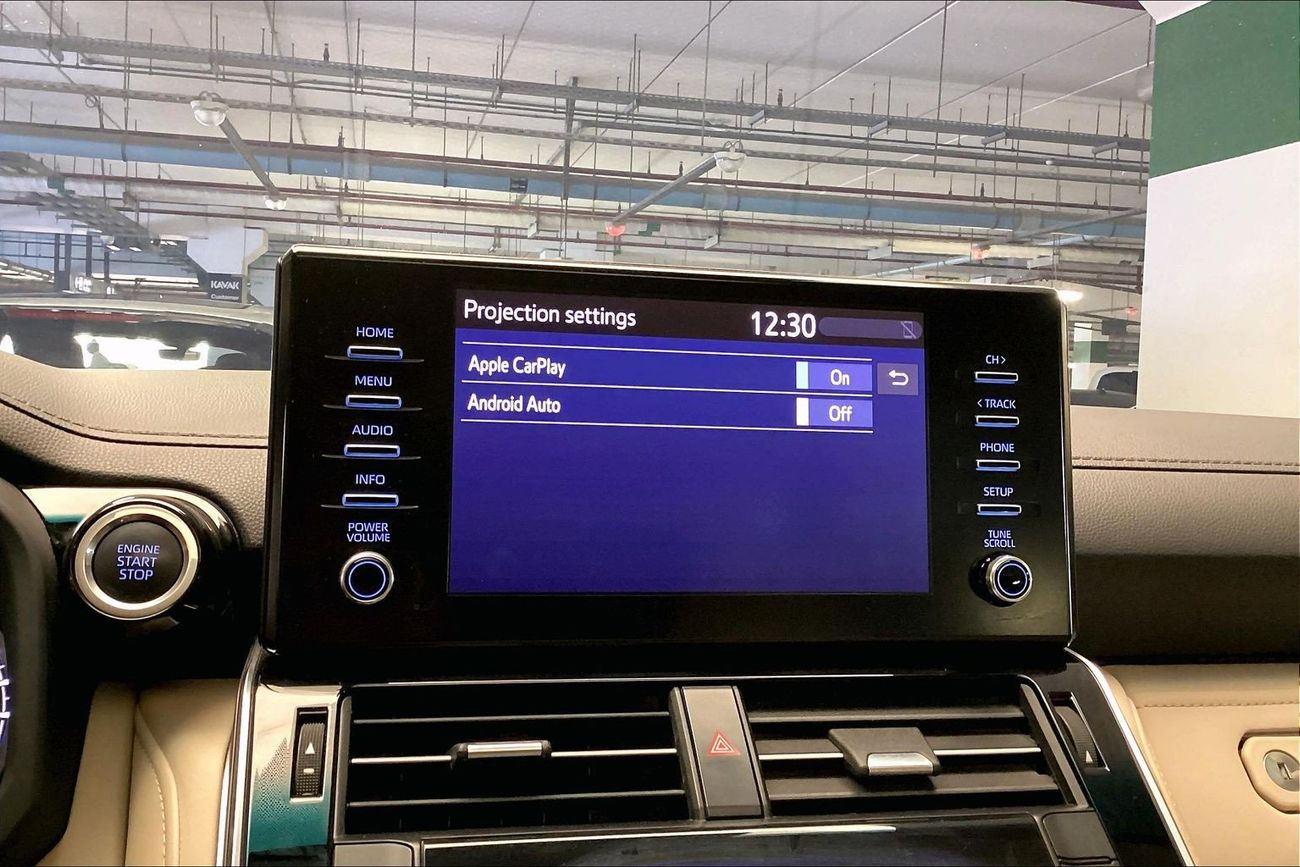 KAVAK
Customer
HOME
MENU
AUDIO
INFO
POWER
VOLUME
ENGINE
START
STOP
Projection settings
12:30
Apple CarPlay
On
Android Auto
Off
CH >
< TRACK
PHONE
SETUP
TUNE
SCROLL